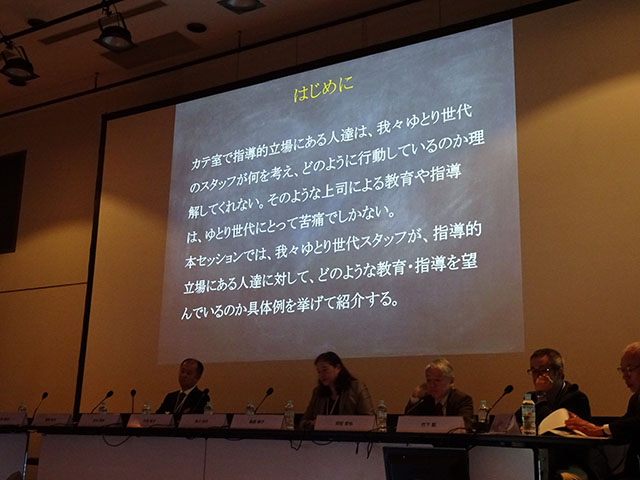 はじめに
カテ室で指導的立場にある人達は、我々ゆとり世代
のスタッフが何を考え、どのように行動しているのか理
解してくれない。そのような上司による教育や指導
は、ゆとり世代にとって苦痛でしかない。
本セッションでは、我々ゆとり世代スタッフが、指導的
立場にある人達に対して、どのような教育・指導を望
んでいるのか具体例を挙げて紹介する。